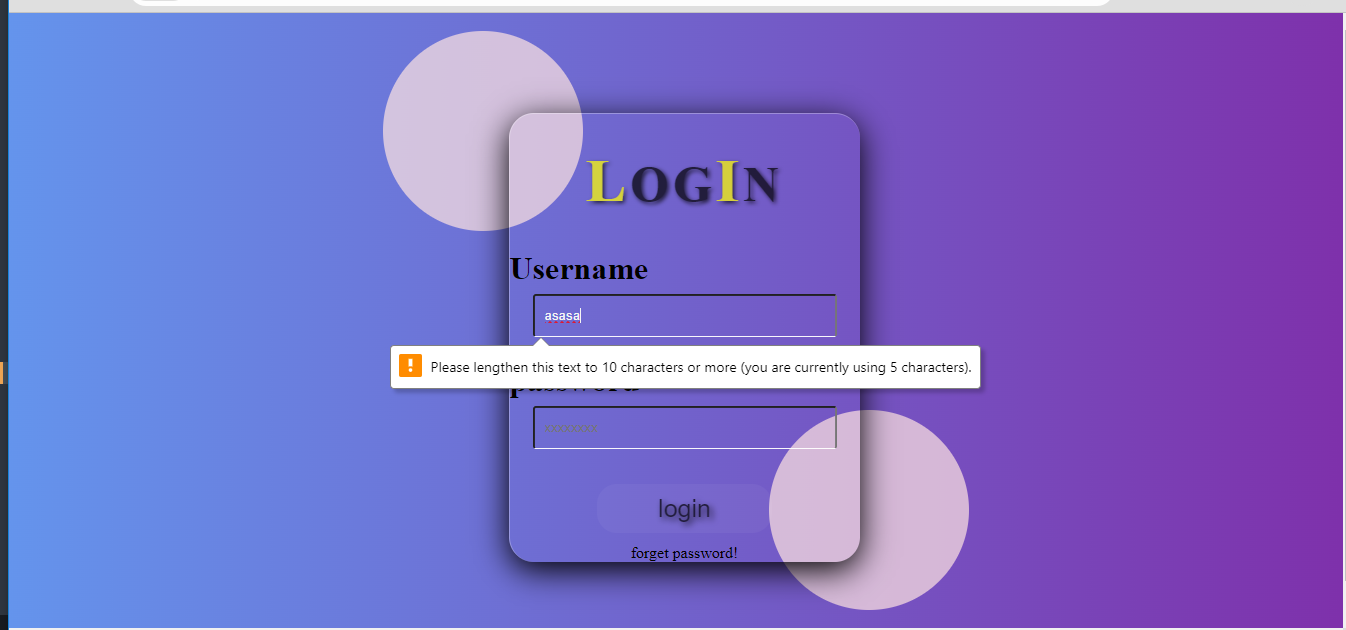 LogIn
Username
asasa
Please lengthen this text to 10 characters or more (you are currently using 5 characters).
password
login
forget password!